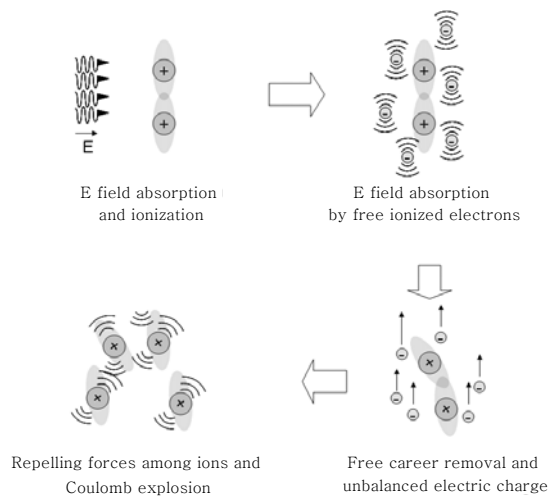 E
E field absorption
and ionization
E field absorption
by free ionized electrons
Repelling forces among ions and
Coulomb explosion
Free career removal and
unbalanced electric charge